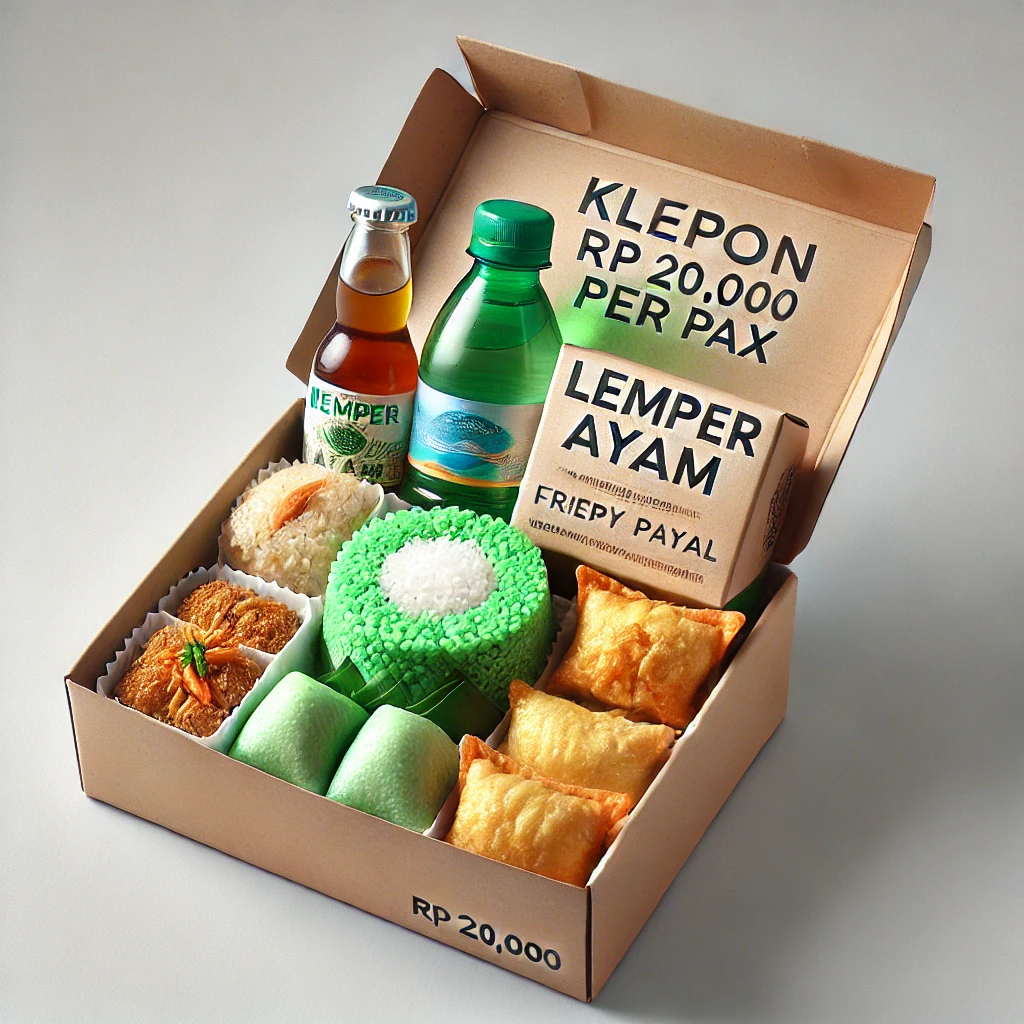 KLEPON
RP 20.000
PER PAX
LEMPER
AYAM
FRIEPY PAYAL
NEMPER
RP 20,000